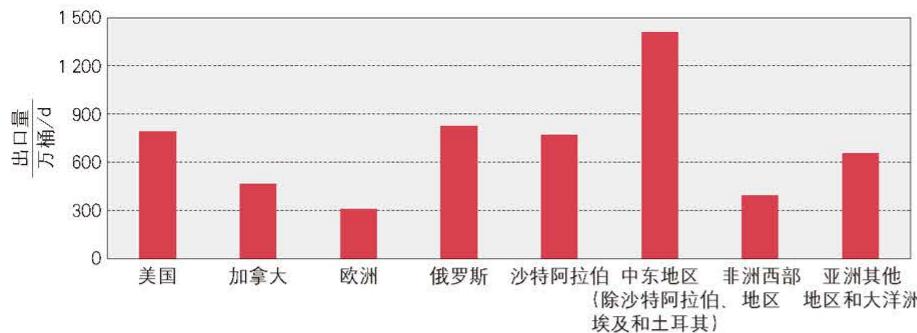 1 500
1 200
900
600
300
0
出口量
万桶/d
美国
加拿大
欧洲
俄罗斯
沙特阿拉伯
中东地区
(除沙特阿拉伯、
埃及和土耳其)
非洲西部
地区
亚洲其他
地区和大洋洲